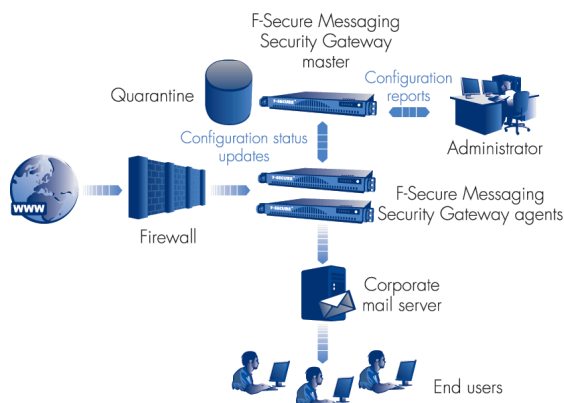 F-Secure Messaging
Security Gateway
master
Quarantine
F-SECURE
Configuration
reports
Administrator
Configuration status
updates
www
Firewall
F-SECURE
F-SECURE
F-Secure Messaging
Security Gateway agents
Corporate
mail server
End users